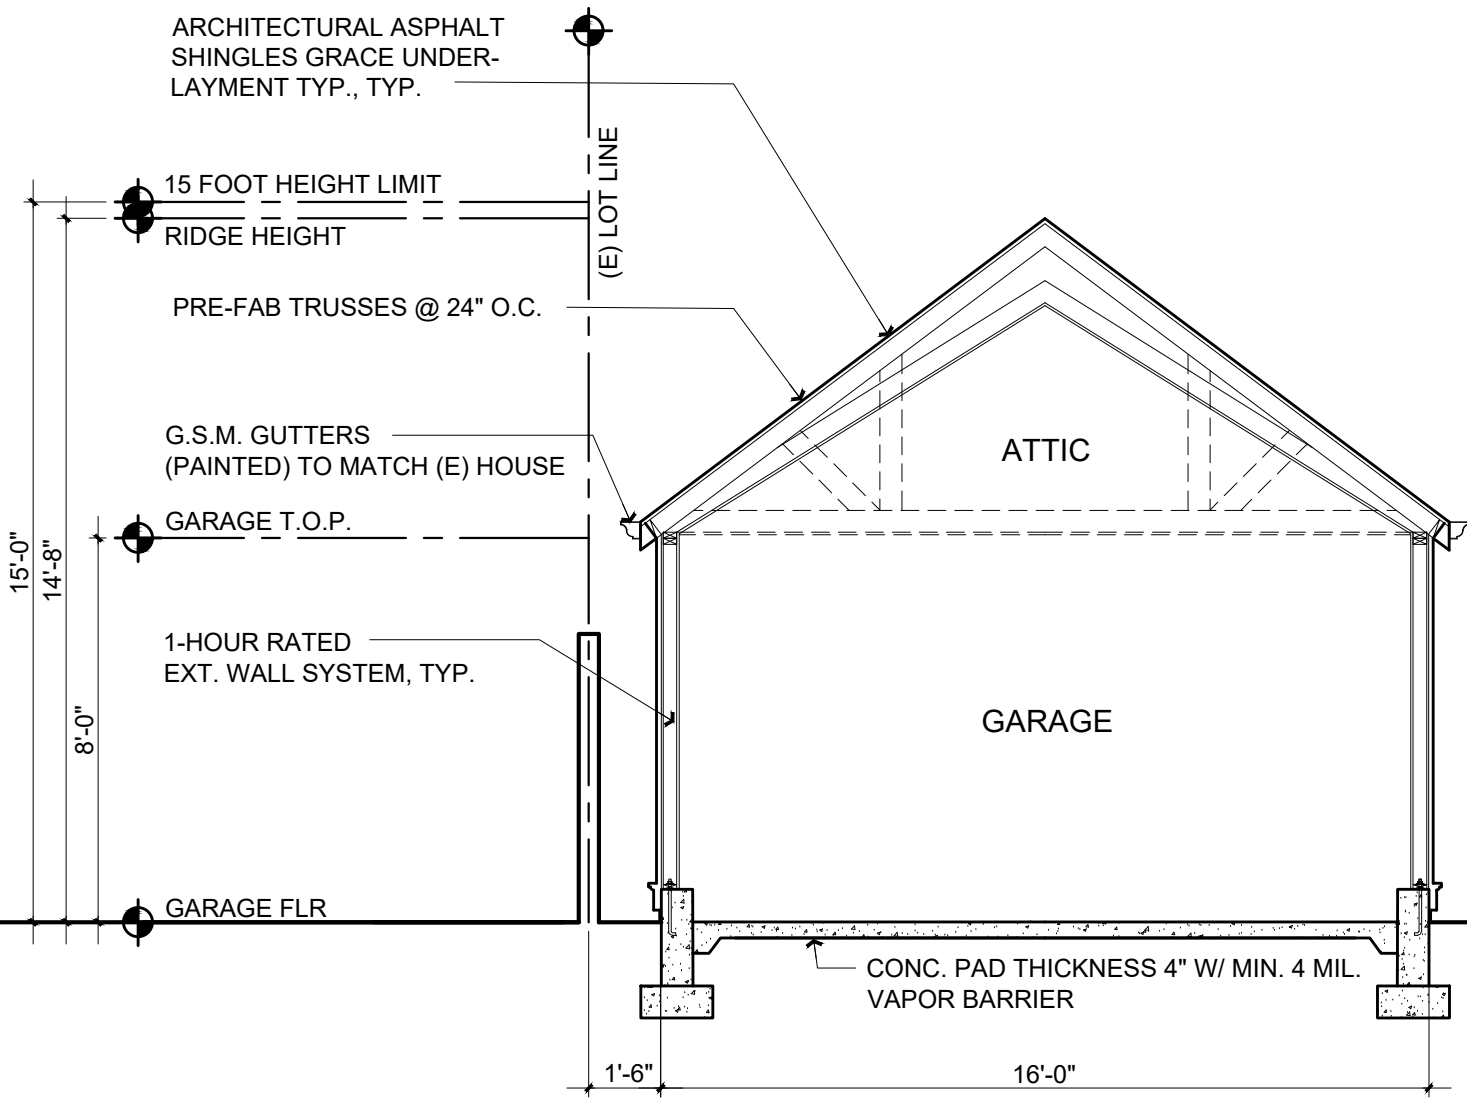 ARCHITECTURAL ASPHALT
SHINGLES GRACE UNDER-
LAYMENT TYP., TYP.
(E) LOT LINE
15 FOOT HEIGHT LIMIT
RIDGE HEIGHT
PRE-FAB TRUSSES @ 24" O.C.
G.S.M. GUTTERS
(PAINTED) TO MATCH (E) HOUSE
ATTIC
GARAGE T.O.P.
15'-0"
14'-8"
8'-0"
1-HOUR RATED
EXT. WALL SYSTEM, TYP.
GARAGE
GARAGE FLR
CONC. PAD THICKNESS 4" W/ MIN. 4 MIL.
VAPOR BARRIER
1'-6"
16'-0"